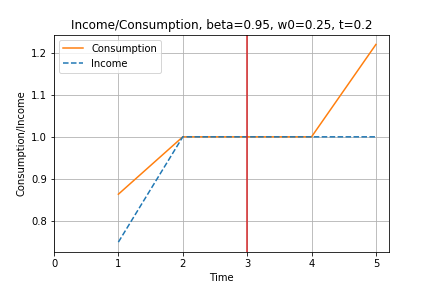 Income/Consumption, beta=0.95, w0=0.25, t=0.2
Consumption
Income
Consumption/Income
1.2
1.1
1.0
0.9
0.8
0 1 2 3 4 5
Time